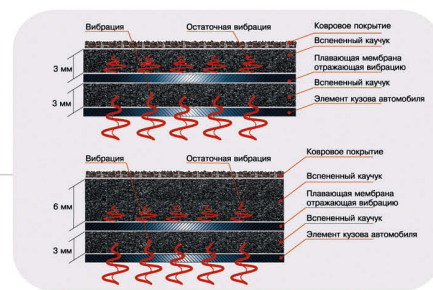 Вибрация
Остаточная вибрация
Ковровое покрытие
Вспененный каучук
Плавающая мембрана
отражающая вибрацию
Вспененный каучук
Элемент кузова автомобиля
3 мм
3 мм
Вибрация
Остаточная вибрация
Ковровое покрытие
Вспененный каучук
Плавающая мембрана
отражающая вибрацию
Вспененный каучук
Элемент кузова автомобиля
6 мм
3 мм